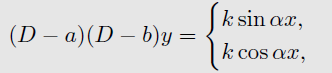 (D − a)(D − b)y = { k sin αx,
k cos αx,